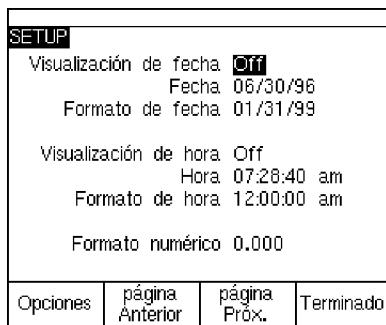 SETUP
Visualización de fecha Off
Fecha 06/30/96
Formato de fecha 01/31/99
Visualización de hora Off
Hora 07:28:40 am
Formato de hora 12:00:00 am
Formato numérico 0.000
Opciones
página
Anterior
página
Próx.
Terminado